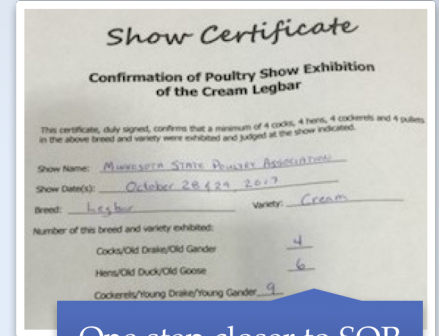 Show Certificate
Confirmation of Poultry Show Exhibition
of the Cream Legbar
This certificate, duly signed, confirms that a minimum of 4 cocks, 4 hens, 4 cockerels and 4 pullets
in the above breed and variety were exhibited and judged at the show indicated.
Show Name: Minnesota State Poultry Association
Show Date(s): October 28 & 29 2017
Breed: Legbar Variety: Cream
Number of this breed and variety exhibited:
Cocks/Old Drake/Old Gander 4
Hens/Old Duck/Old Goose 6
Cockerels/Young Drake/Young Gander 9
One step closer to SOP